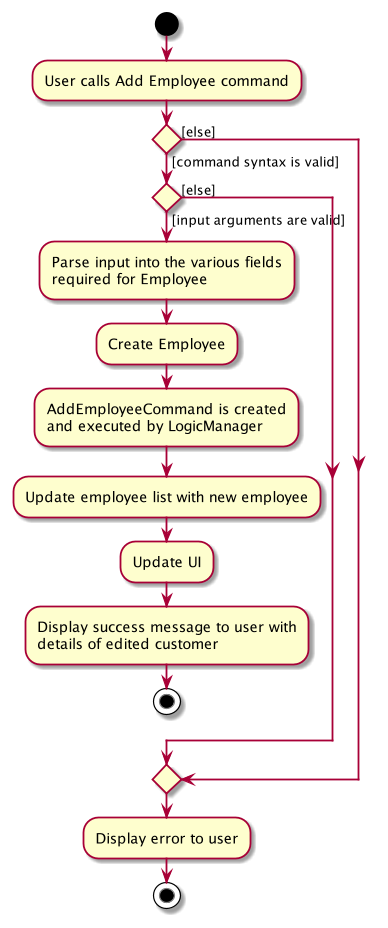 User calls Add Employee command
[else]
[command syntax is valid]
[else]
[input arguments are valid]
Parse input into the various fields
required for Employee
Create Employee
AddEmployeeCommand is created
and executed by LogicManager
Update employee list with new employee
Update UI
Display success message to user with
details of edited customer
Display error to user